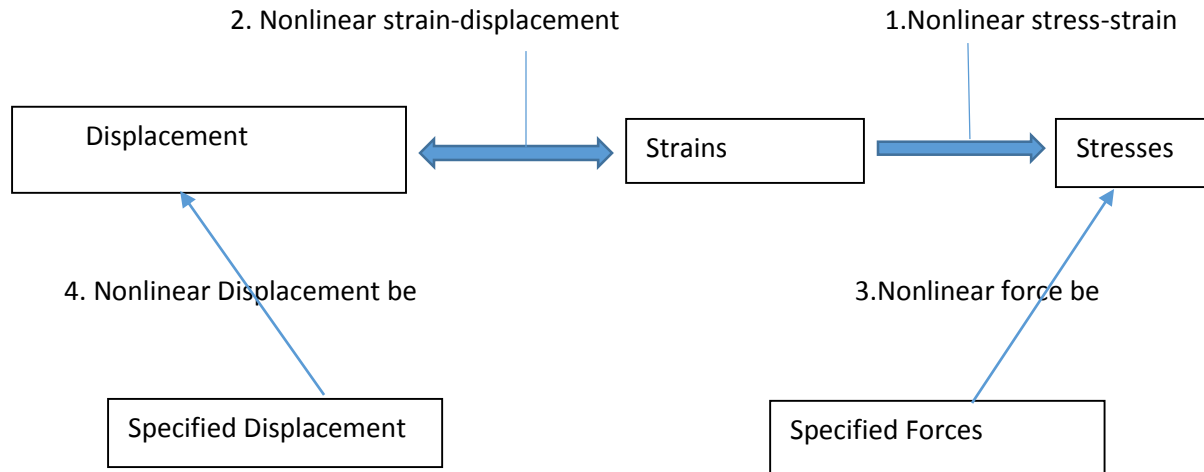 2. Nonlinear strain-displacement
1.Nonlinear stress-strain
Displacement
Strains
Stresses
4. Nonlinear Displacement be
3.Nonlinear force be
Specified Displacement
Specified Forces